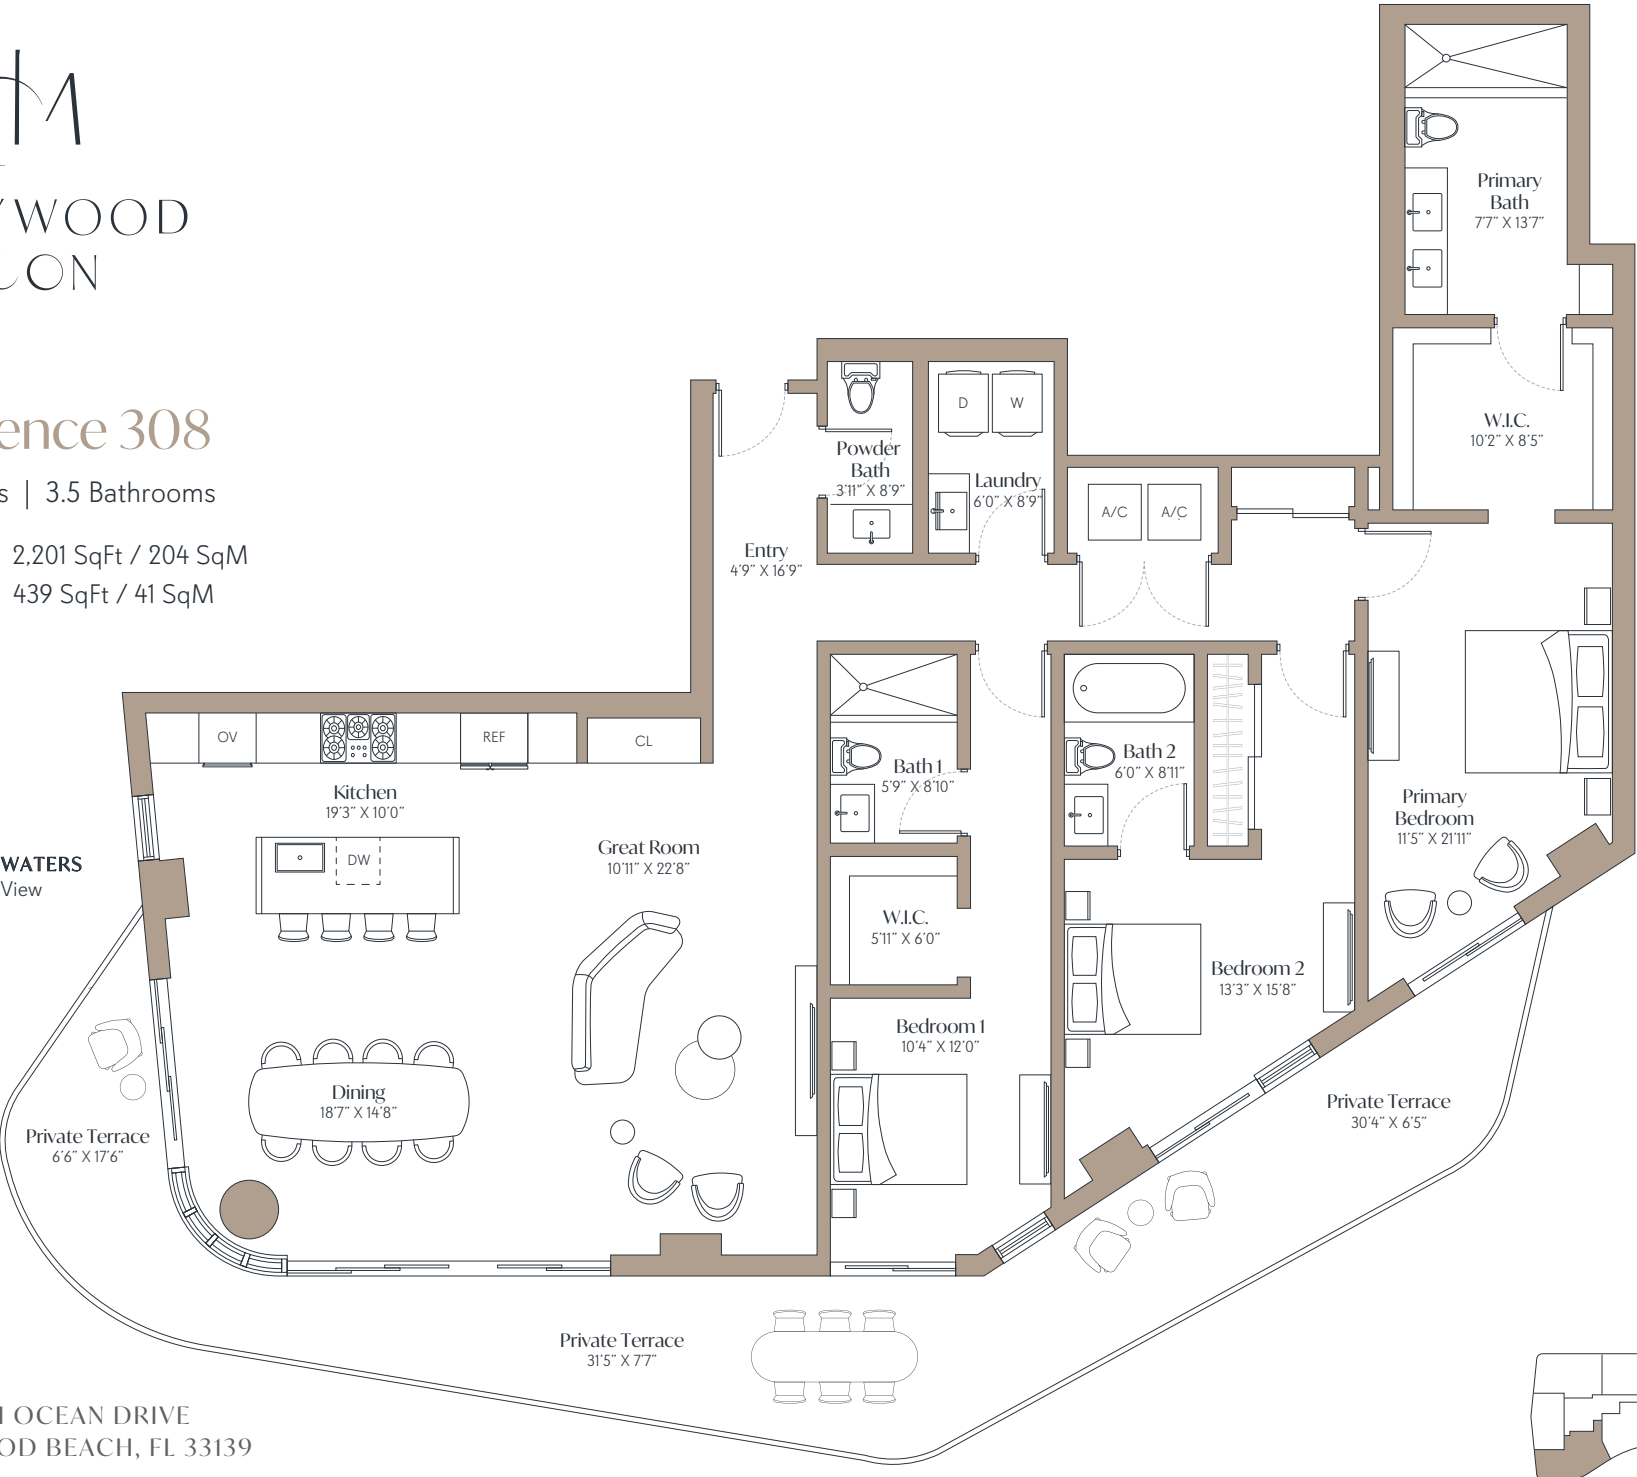 HM
YWOOD
ON
ence 308
s | 3.5 Bathrooms
2,201 SqFt / 204 SqM
439 SqFt / 41 SqM
WATERS
View
Primary
Bath
7'7" X 13'7"
W.I.C.
10'2" X 8'5"
Powder
Bath
3'11" X 8'9"
D
W
Laundry
6'0" X 8'9"
A/C
A/C
Entry
4'9" X 16'9"
OV
REF
CL
Kitchen
19'3" X 10'0"
DW
Great Room
10'11" X 22'8"
Bath 1
5'9" X 8'10"
Bath 2
6'0" X 8'11"
Primary
Bedroom
11'5" X 21'11"
W.I.C.
5'11" X 6'0"
Bedroom 2
13'3" X 15'8"
Bedroom 1
10'4" X 12'0"
Dining
18'7" X 14'8"
Private Terrace
6'6" X 17'6"
Private Terrace
30'4" X 6'5"
Private Terrace
31'5" X 7'7"
OCEAN DRIVE
OD BEACH, FL 33139